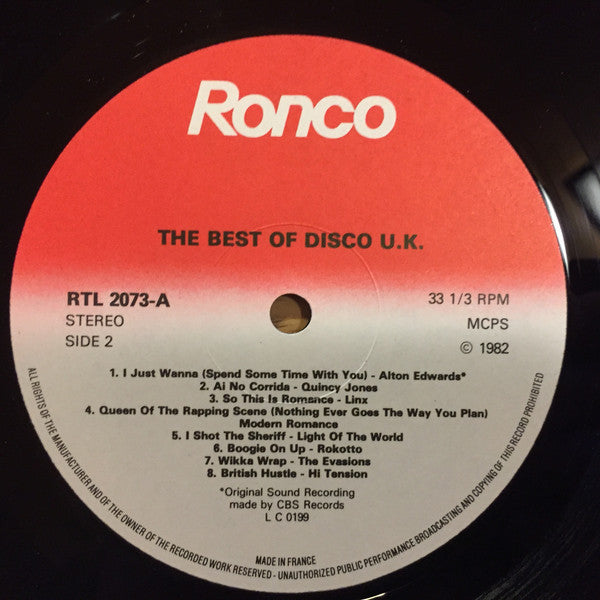 Ronco
THE BEST OF DISCO U.K.
RTL 2073-A
STEREO
SIDE 2
33 1/3 RPM
MCPS
© 1982
1. I Just Wanna (Spend Some Time With You) - Alton Edwards*
2. Ai No Corrida - Quincy Jones
3. So This Is Romance - Linx
4. Queen Of The Rapping Scene (Nothing Ever Goes The Way You Plan)
Modern Romance
5. I Shot The Sheriff - Light Of The World
6. Boogie On Up - Rokotto
7. Wikka Wrap - The Evasions
8. British Hustle - Hi Tension
*Original Sound Recording
made by CBS Records
L C 0199
MADE IN FRANCE
ALL RIGHTS OF THE MANUFACTURER AND OF THE OWNER OF THE RECORDED WORK RESERVED - UNAUTHORIZED PUBLIC PERFORMANCE BROADCASTING AND COPYING OF THIS RECORD PROHIBITED